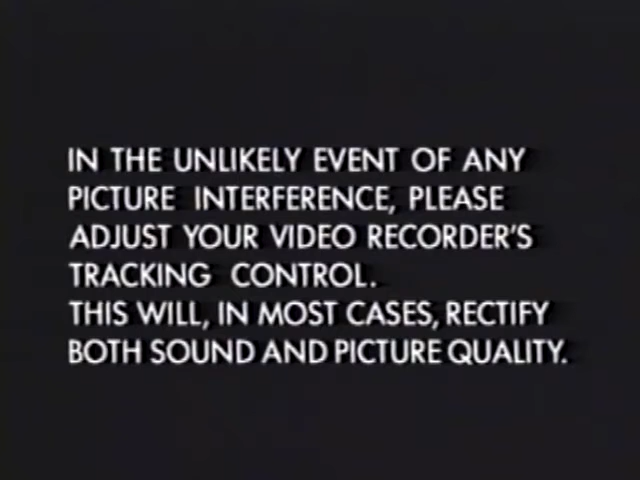 IN THE UNLIKELY EVENT OF ANY
PICTURE INTERFERENCE, PLEASE
ADJUST YOUR VIDEO RECORDER'S
TRACKING CONTROL.
THIS WILL, IN MOST CASES, RECTIFY
BOTH SOUND AND PICTURE QUALITY.